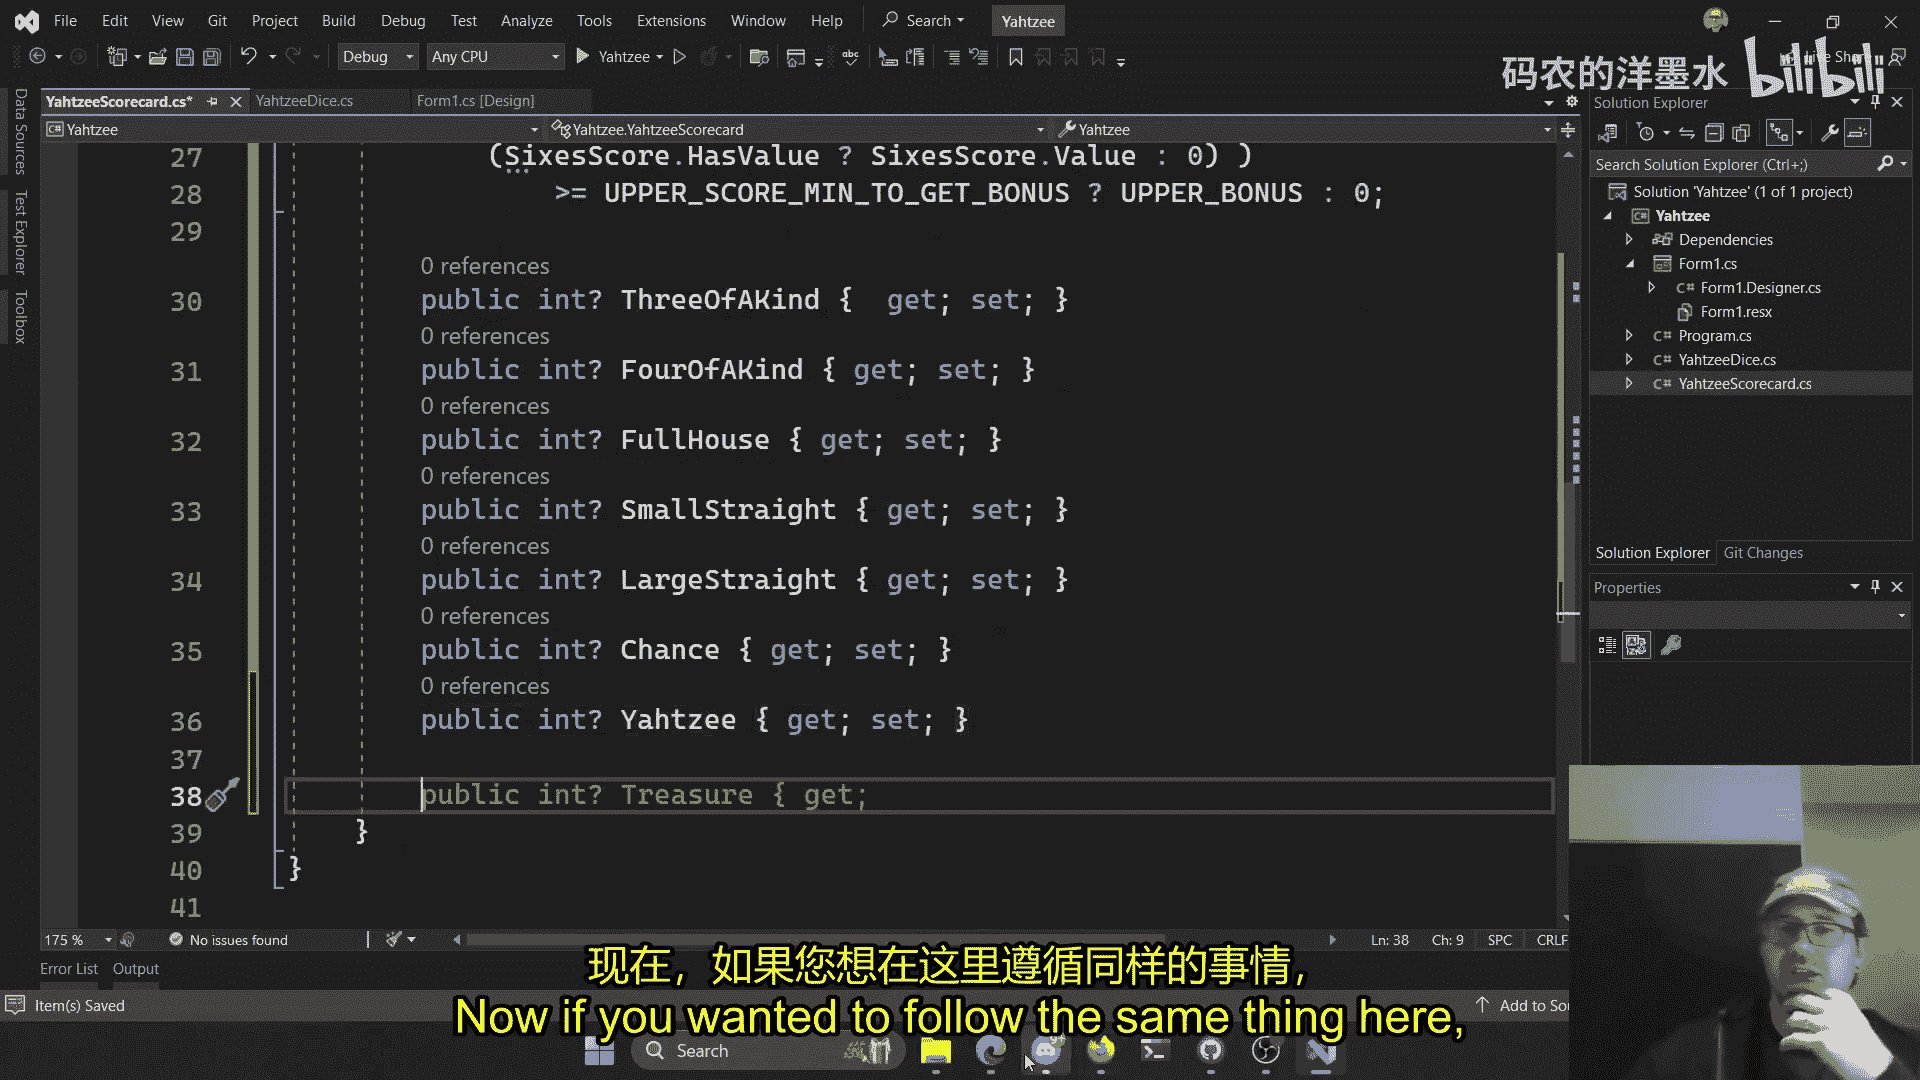 File Edit View Git Project Build Debug Test Analyze Tools Extensions Window Help Search Yahtzee
Debug Any CPU Yahtzee
码农的洋墨水 bilibili
YahtzeeScorecard.cs* YahtzeeDice.cs Form1.cs [Design]
Yahtzee Yahtzee.YahtzeeScorecard Yahtzee
Data Sources
Test Explorer
Toolbox
27 (SixesScore.HasValue ? SixesScore.Value : 0) )
28 >= UPPER_SCORE_MIN_TO_GET_BONUS ? UPPER_BONUS : 0;
29
0 references
30 public int? ThreeOfAKind { get; set; }
0 references
31 public int? FourOfAKind { get; set; }
0 references
32 public int? FullHouse { get; set; }
0 references
33 public int? SmallStraight { get; set; }
0 references
34 public int? LargeStraight { get; set; }
0 references
35 public int? Chance { get; set; }
0 references
36 public int? Yahtzee { get; set; }
37
38 public int? Treasure { get;
39 }
40 }
41
175 % No issues found Ln: 38 Ch: 9 SPC CRLF
Error List Output
Item(s) Saved Add to
Solution Explorer
Search Solution Explorer (Ctrl+;)
Solution 'Yahtzee' (1 of 1 project)
Yahtzee
Dependencies
Form1.cs
C# Form1.Designer.cs
Form1.resx
C# Program.cs
C# YahtzeeDice.cs
C# YahtzeeScorecard.cs
Solution Explorer Git Changes
Properties
现在，如果您想在这里遵循同样的事情，
Now if you wanted to follow the same thing here,
Search